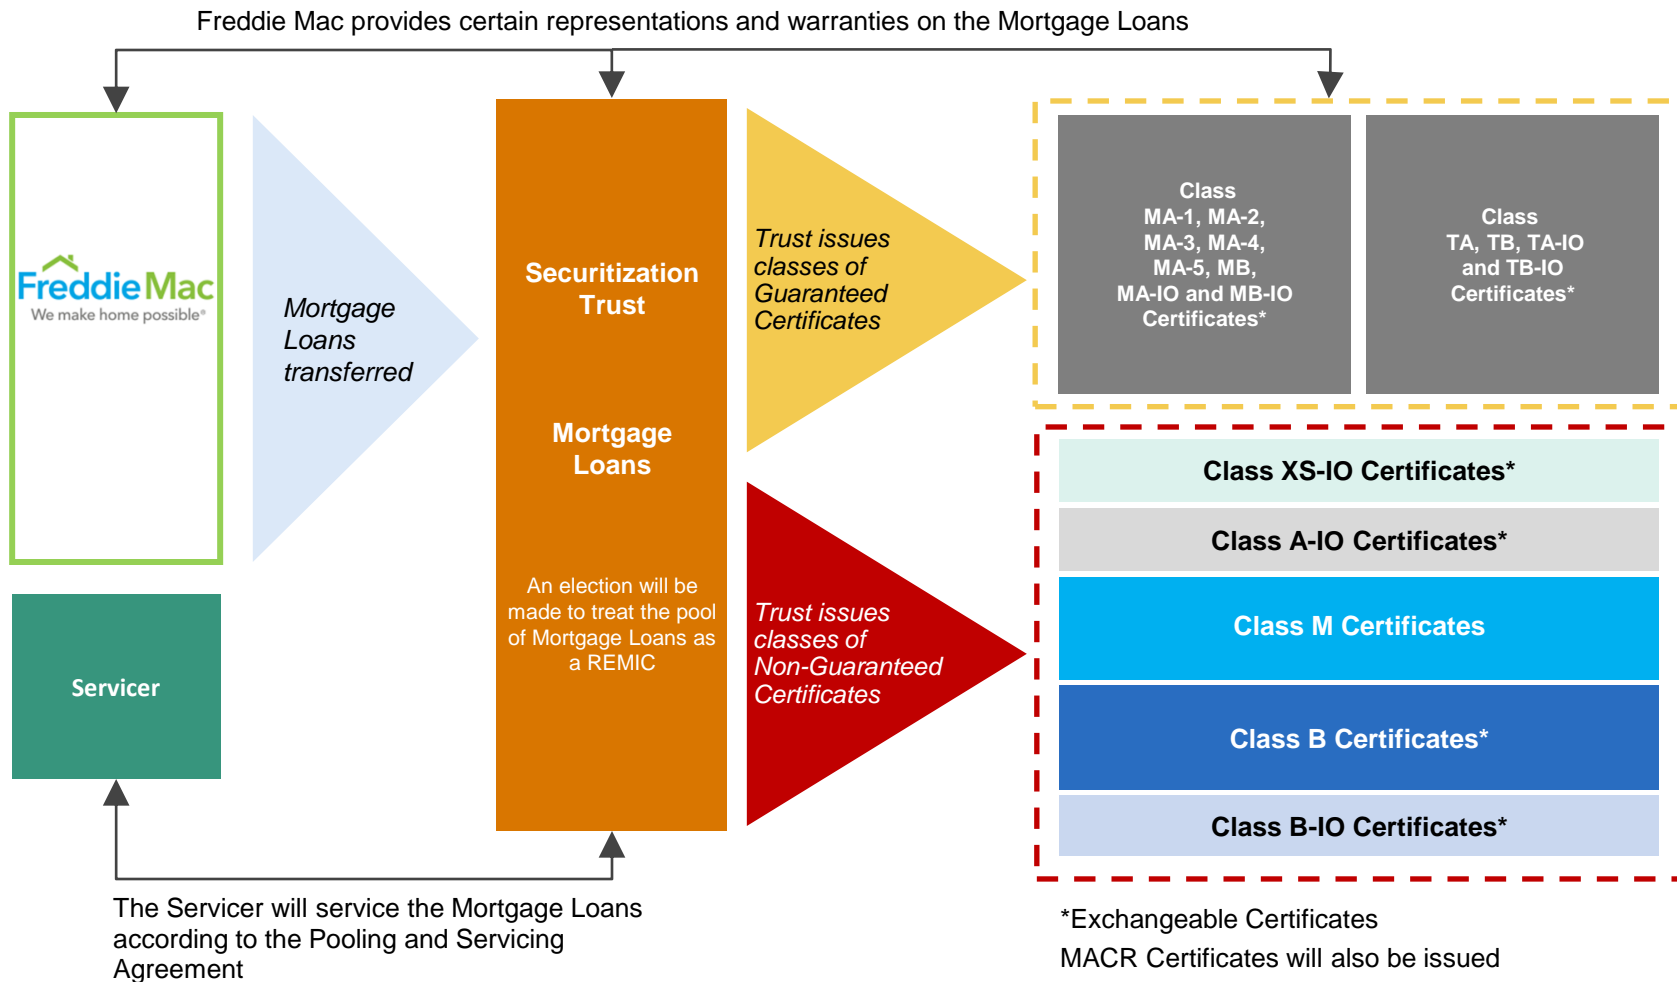 Freddie Mac provides certain representations and warranties on the Mortgage Loans
Freddie Mac
We make home possible®
Mortgage
Loans
transferred
Servicer
Securitization
Trust
Mortgage
Loans
An election will be
made to treat the pool
of Mortgage Loans as
a REMIC
Trust issues
classes of
Guaranteed
Certificates
Trust issues
classes of
Non-Guaranteed
Certificates
Class
MA-1, MA-2,
MA-3, MA-4,
MA-5, MB,
MA-IO and MB-IO
Certificates*
Class
TA, TB, TA-IO
and TB-IO
Certificates*
Class XS-IO Certificates*
Class A-IO Certificates*
Class M Certificates
Class B Certificates*
Class B-IO Certificates*
The Servicer will service the Mortgage Loans
according to the Pooling and Servicing
Agreement
*Exchangeable Certificates
MACR Certificates will also be issued